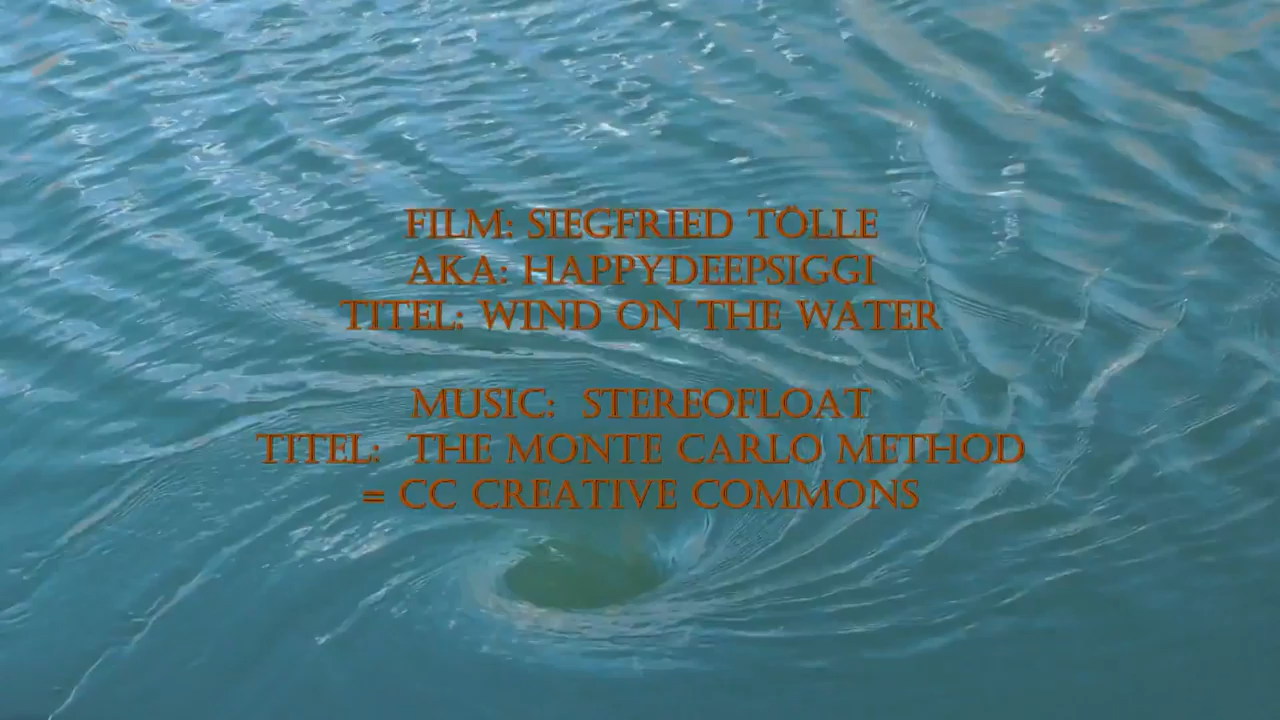 FILM: SIEGFRIED TÖLLE
AKA: HAPPYDEEPSIGGI
TITEL: WIND ON THE WATER
MUSIC: STEREOFLOAT
TITEL: THE MONTE CARLO METHOD
= CC CREATIVE COMMONS